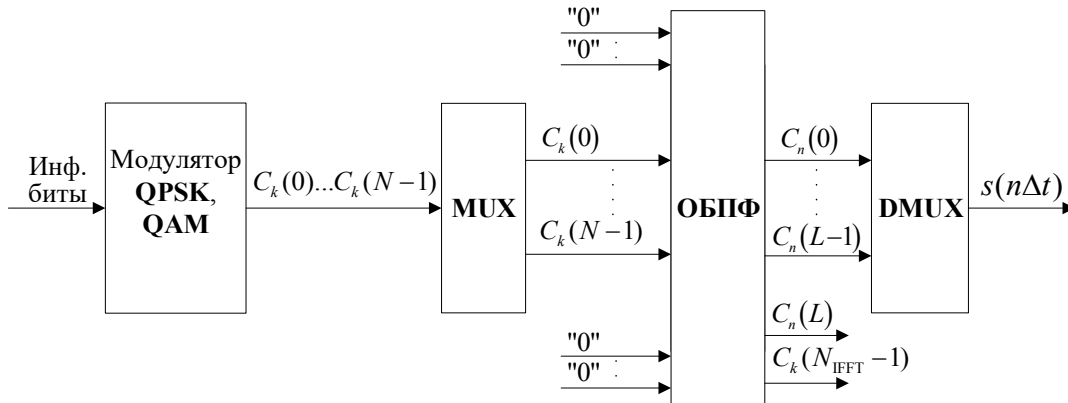 "0"
"0"
Инф.
биты
Модулятор
QPSK,
QAM
C_k(0)...C_k(N−1)
MUX
C_k(0)
C_k(N−1)
"0"
"0"
ОБПФ
C_n(0)
C_n(L−1)
C_n(L)
C_k(N_IFFT −1)
DMUX
s(nΔt)